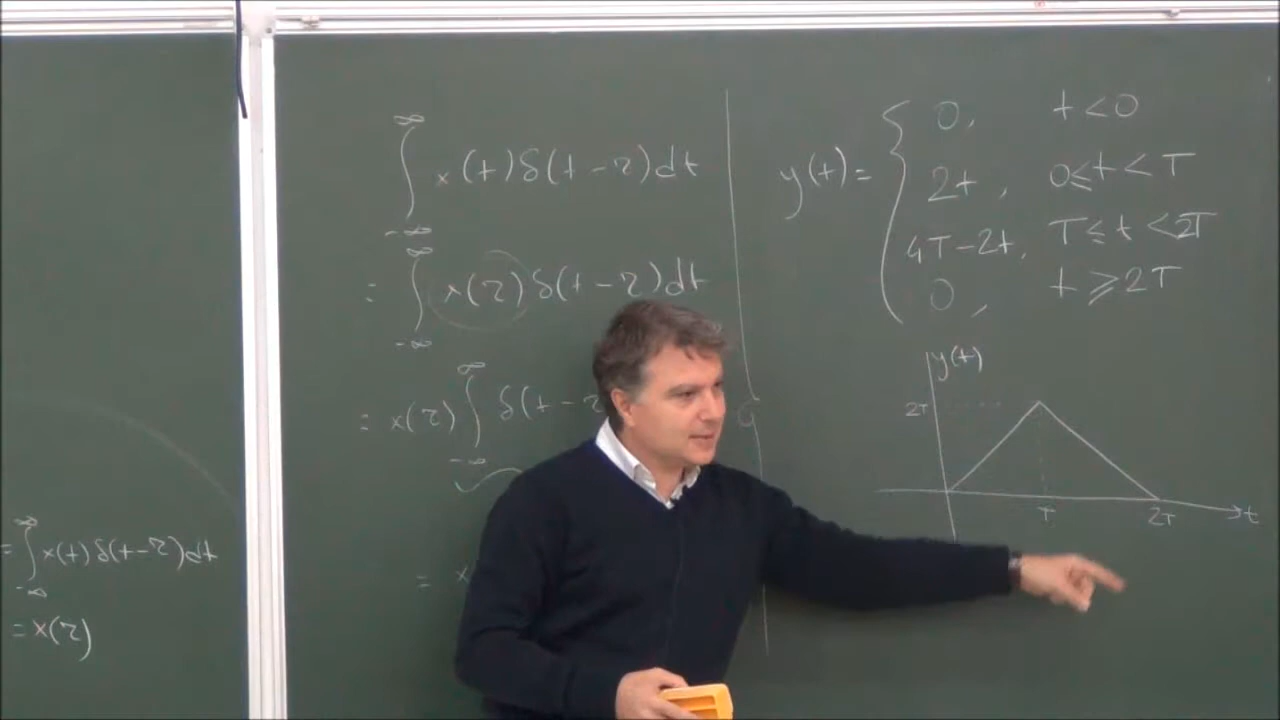 ∫_{-∞}^{∞} x(t)δ(t-τ)dt
= ∫_{-∞}^{∞} x(τ)δ(t-τ)dt
= x(τ) ∫_{-∞}^{∞} δ(t-τ
= x
= ∫_{-∞}^{∞} x(t)δ(t-τ)dt
= x(τ)
y(t) = { 0, t<0
2t, 0≤t<T
4T-2t, T≤t<2T
0, t≥2T
y(t)
2T
T 2T t